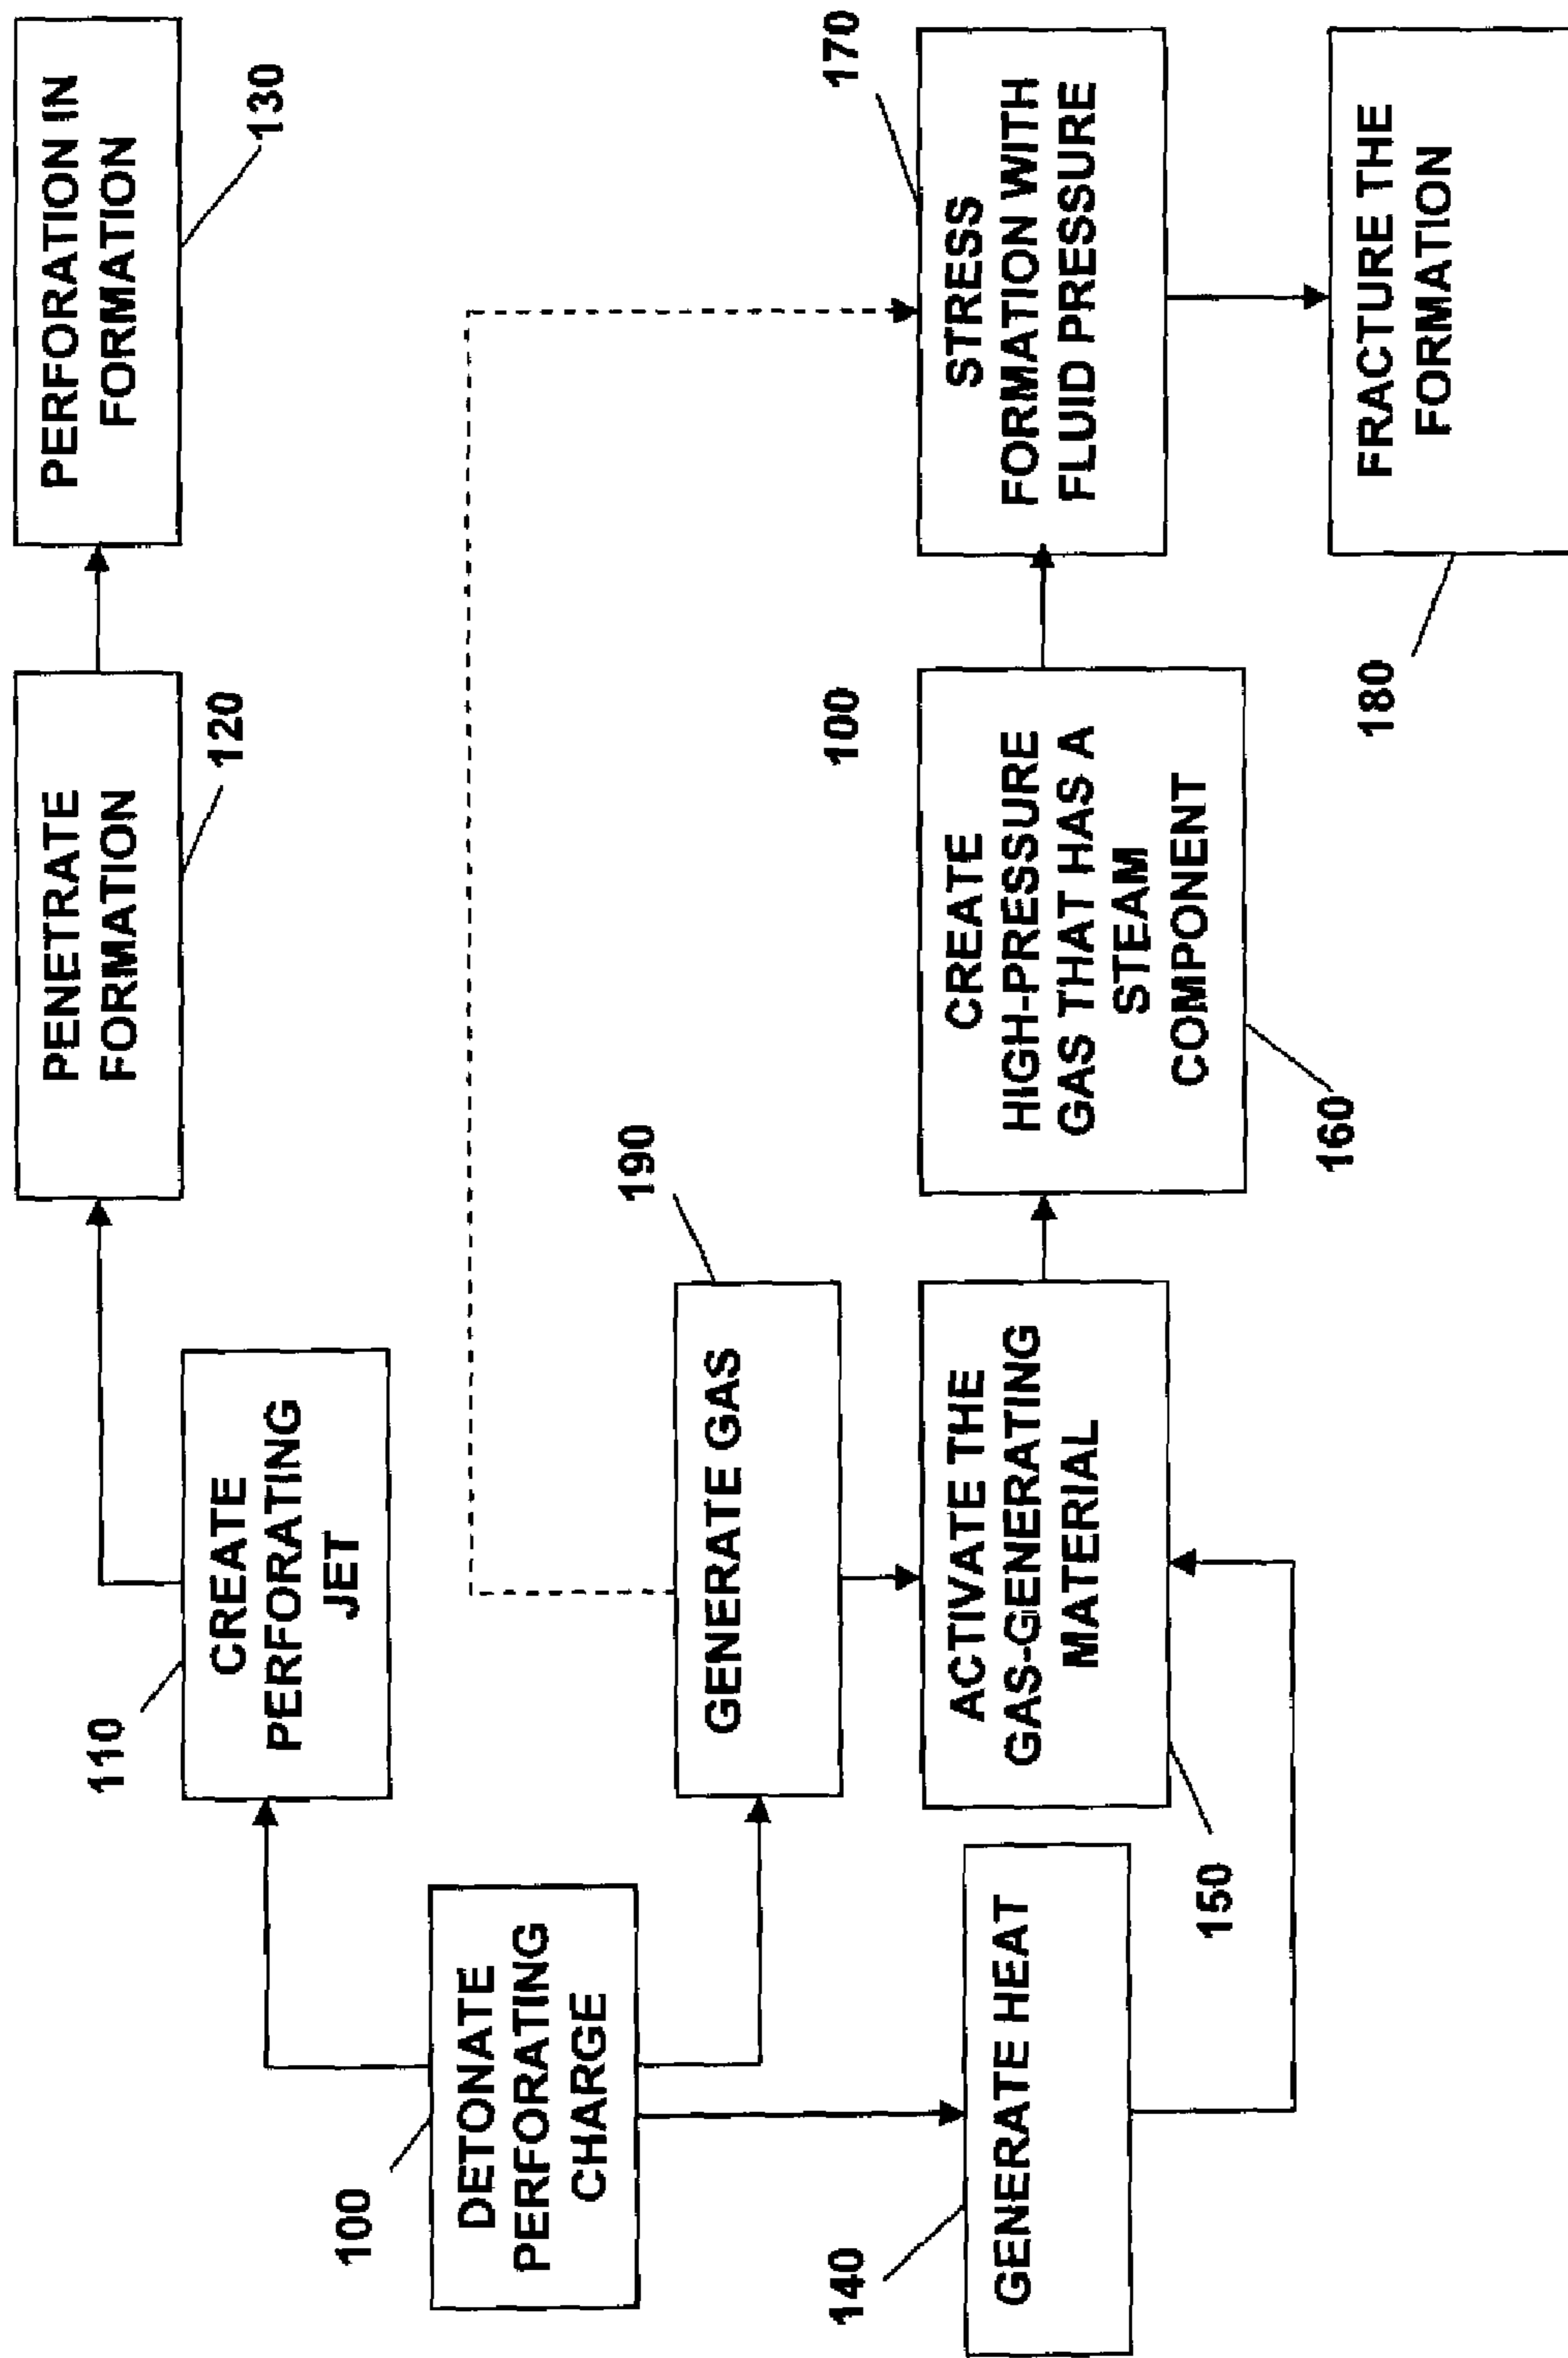 110
CREATE
PERFORATING
JET
PENETRATE
FORMATION
120
PERFORATION IN
FORMATION
130
100
DETONATE
PERFORATING
CHARGE
190
GENERATE GAS
140
GENERATE HEAT
ACTIVATE THE
GAS-GENERATING
MATERIAL
150
100
CREATE
HIGH-PRESSURE
GAS THAT HAS A
STEAM
COMPONENT
160
170
STRESS
FORMATION WITH
FLUID PRESSURE
180
FRACTURE THE
FORMATION